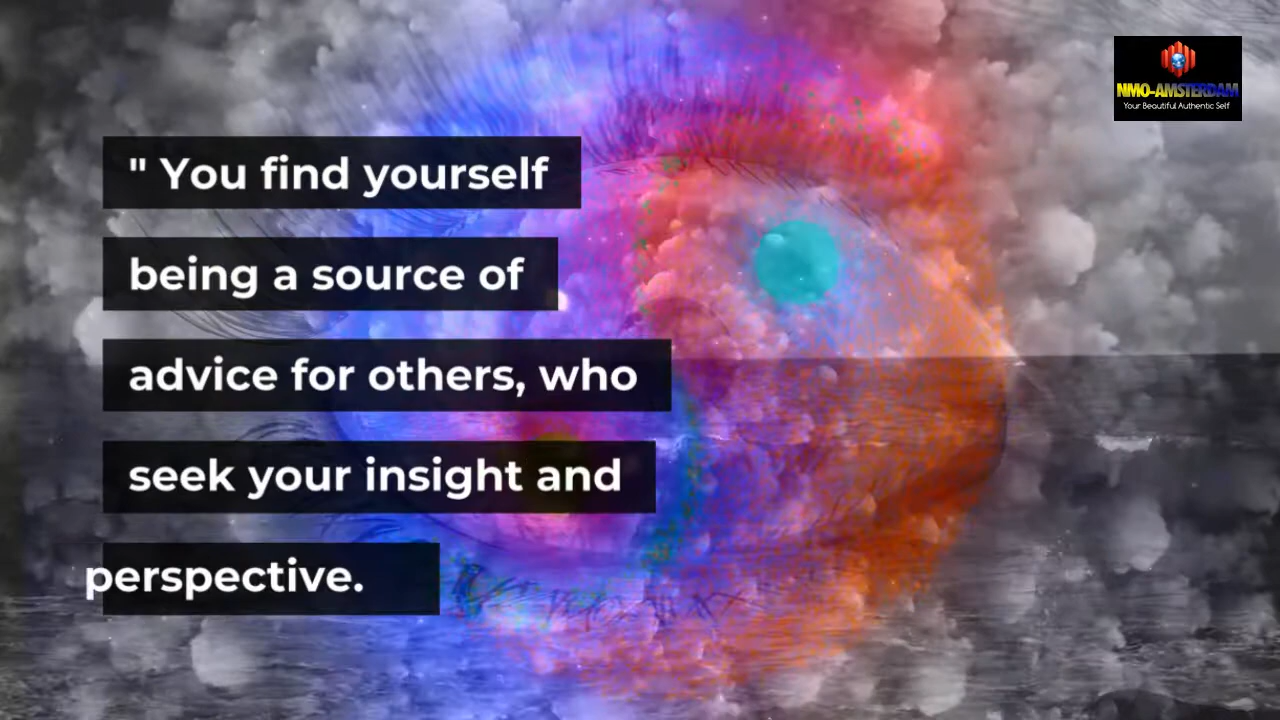 " You find yourself
being a source of
advice for others, who
seek your insight and
perspective.
NMO-AMSTERDAM
Your Beautiful Authentic Self